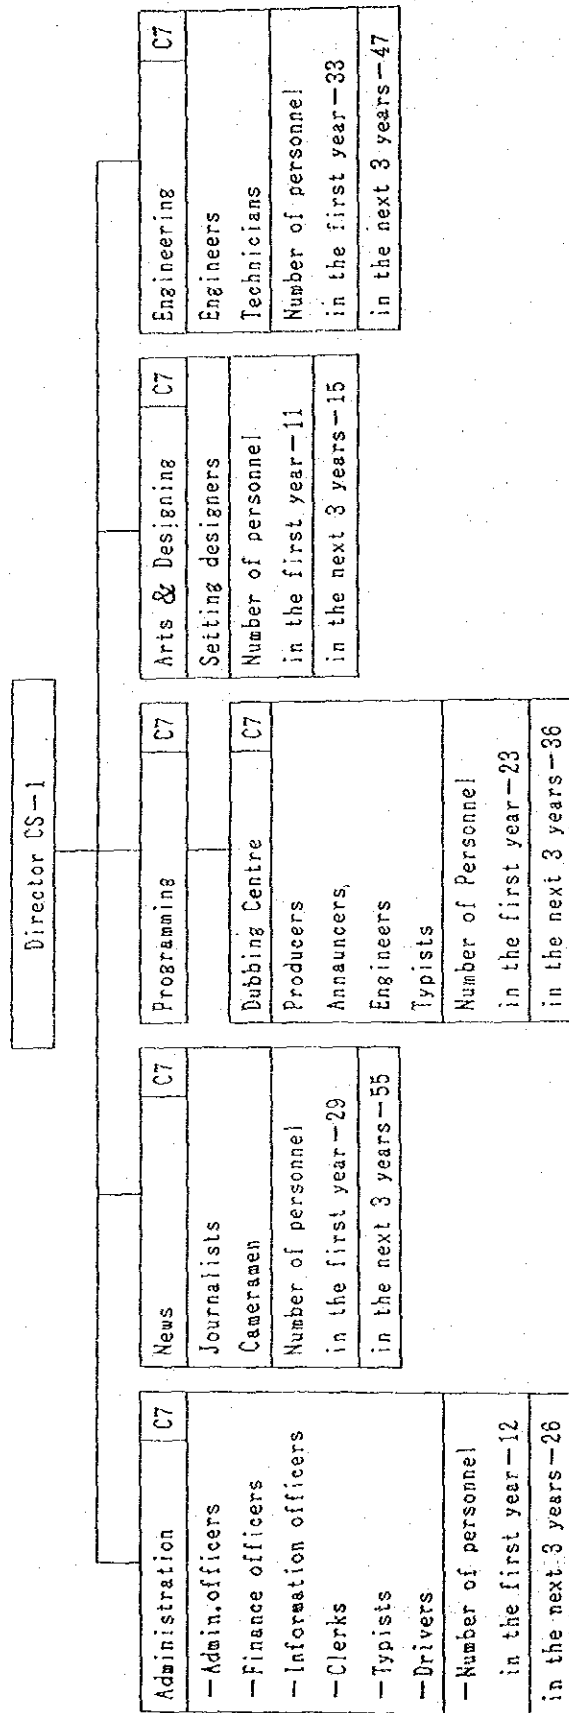 Director CS-1
Administration C7
-Admin.officers
-Finance officers
-Information officers
-Clerks
-Typists
-Drivers
-Number of personnel
in the first year-12
in the next 3 years-26
News C7
Journalists
Cameramen
Number of personnel
in the first year-29
in the next 3 years-55
Programming C7
Dubbing Centre C7
Producers
Annauncers,
Engineers
Typists
Number of Personnel
in the first year-23
in the next 3 years-36
Arts & Designing C7
Setting designers
Number of personnel
in the first year-11
in the next 3 years-15
Engineering C7
Engineers
Technicians
Number of personnel
in the first year-33
in the next 3 years-47